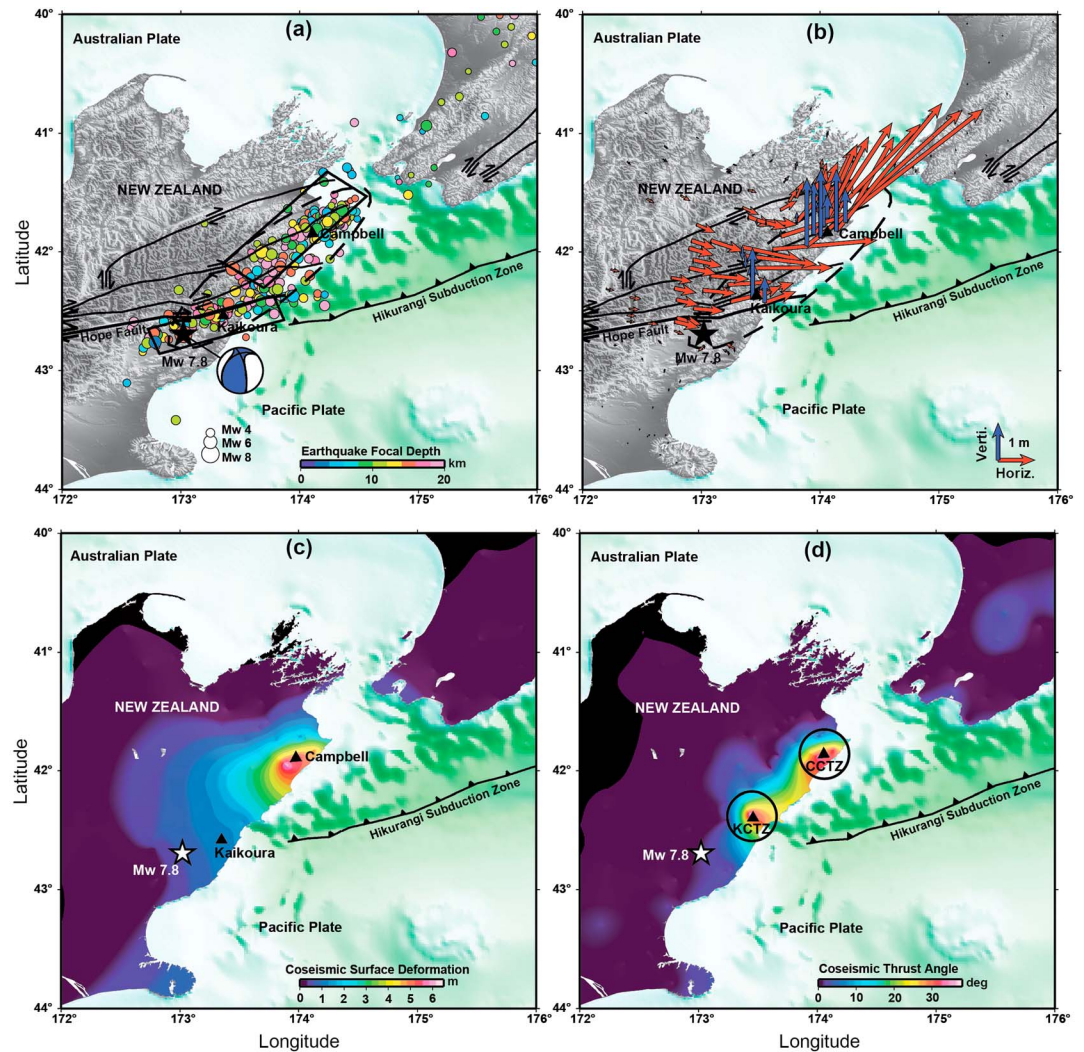 (a)
Australian Plate
NEW ZEALAND
Campbell
Kaikoura
Hope Fault
Mw 7.8
Hikurangi Subduction Zone
Pacific Plate
Mw 4
Mw 6
Mw 8
Earthquake Focal Depth
km
0 10 20
40°
41°
42°
43°
44°
172 173 174 175 176°
Latitude
(b)
Australian Plate
NEW ZEALAND
Campbell
Kaikoura
Hope Fault
Mw 7.8
Hikurangi Subduction Zone
Pacific Plate
Verti.
1 m
Horiz.
40°
41°
42°
43°
44°
172 173 174 175 176°
(c)
Australian Plate
NEW ZEALAND
Campbell
Kaikoura
Mw 7.8
Hikurangi Subduction Zone
Pacific Plate
Coseismic Surface Deformation
m
0 1 2 3 4 5 6
40°
41°
42°
43°
44°
172 173 174 175 176°
Latitude
Longitude
(d)
Australian Plate
NEW ZEALAND
CCTZ
KCTZ
Mw 7.8
Hikurangi Subduction Zone
Pacific Plate
Coseismic Thrust Angle
deg
0 10 20 30
40°
41°
42°
43°
44°
172 173 174 175 176°
Latitude
Longitude